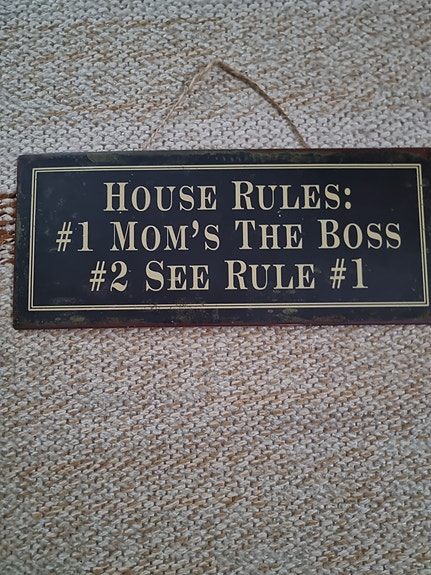 House Rules:
#1 Mom's The Boss
#2 See Rule #1